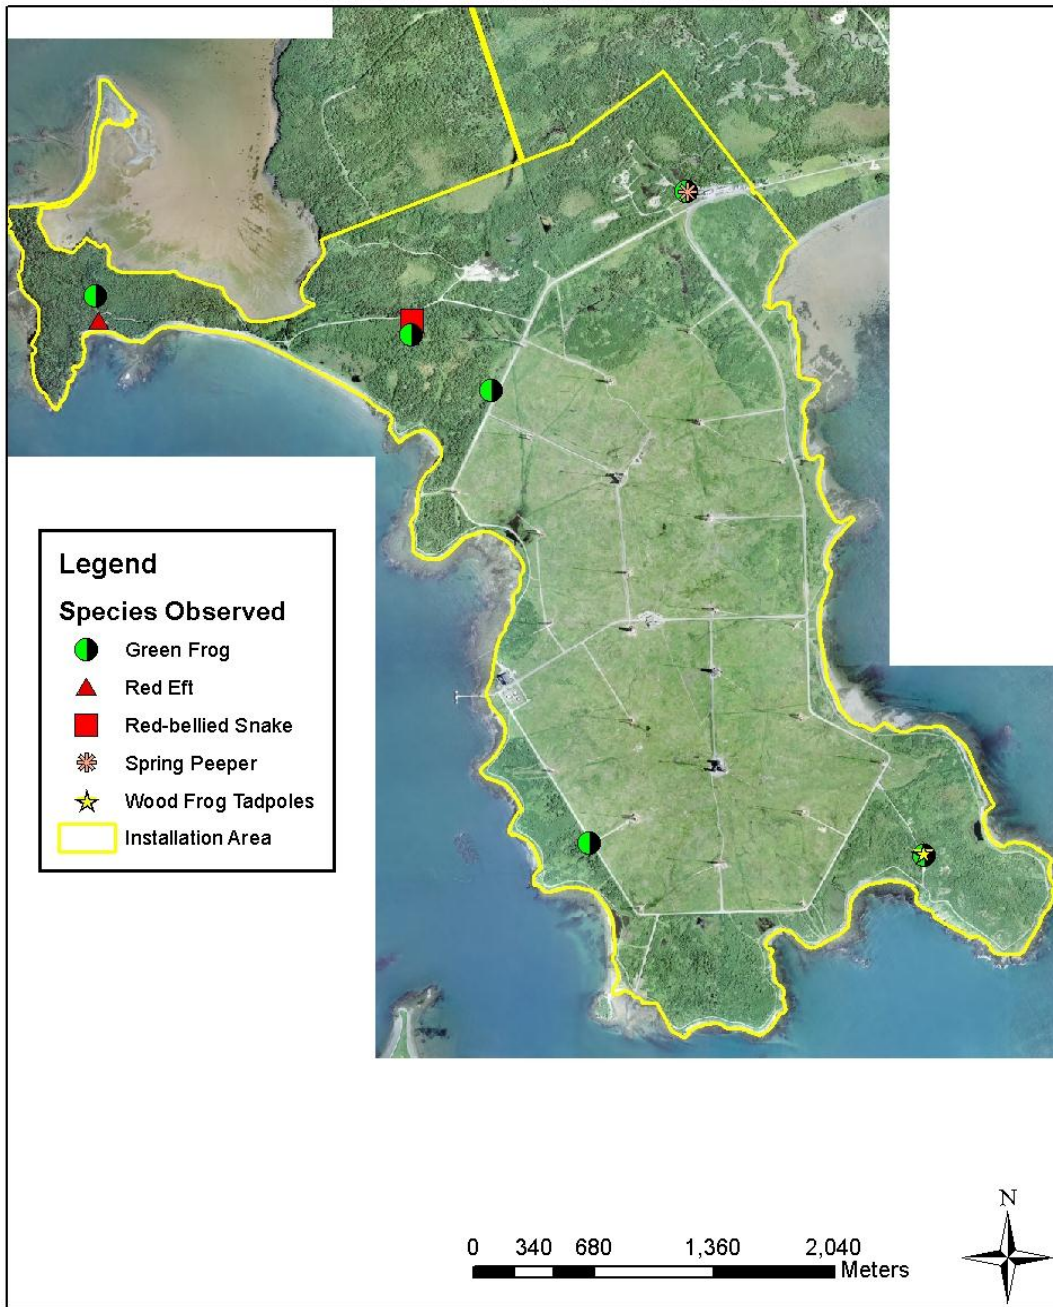 Legend
Species Observed
Green Frog
Red Eft
Red-bellied Snake
Spring Peeper
Wood Frog Tadpoles
Installation Area
N
0 340 680 1,360 2,040
Meters